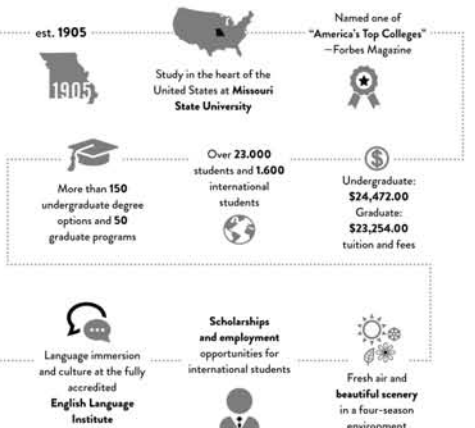 est. 1905
1905
Study in the heart of the
United States at Missouri
State University
Named one of
"America's Top Colleges"
—Forbes Magazine
More than 150
undergraduate degree
options and 50
graduate programs
Over 23.000
students and 1.600
international
students
$
Undergraduate:
$24,472.00
Graduate:
$23,254.00
tuition and fees
Language immersion
and culture at the fully
accredited
English Language
Institute
Scholarships
and employment
opportunities for
international students
Fresh air and
beautiful scenery
in a four-season
environment